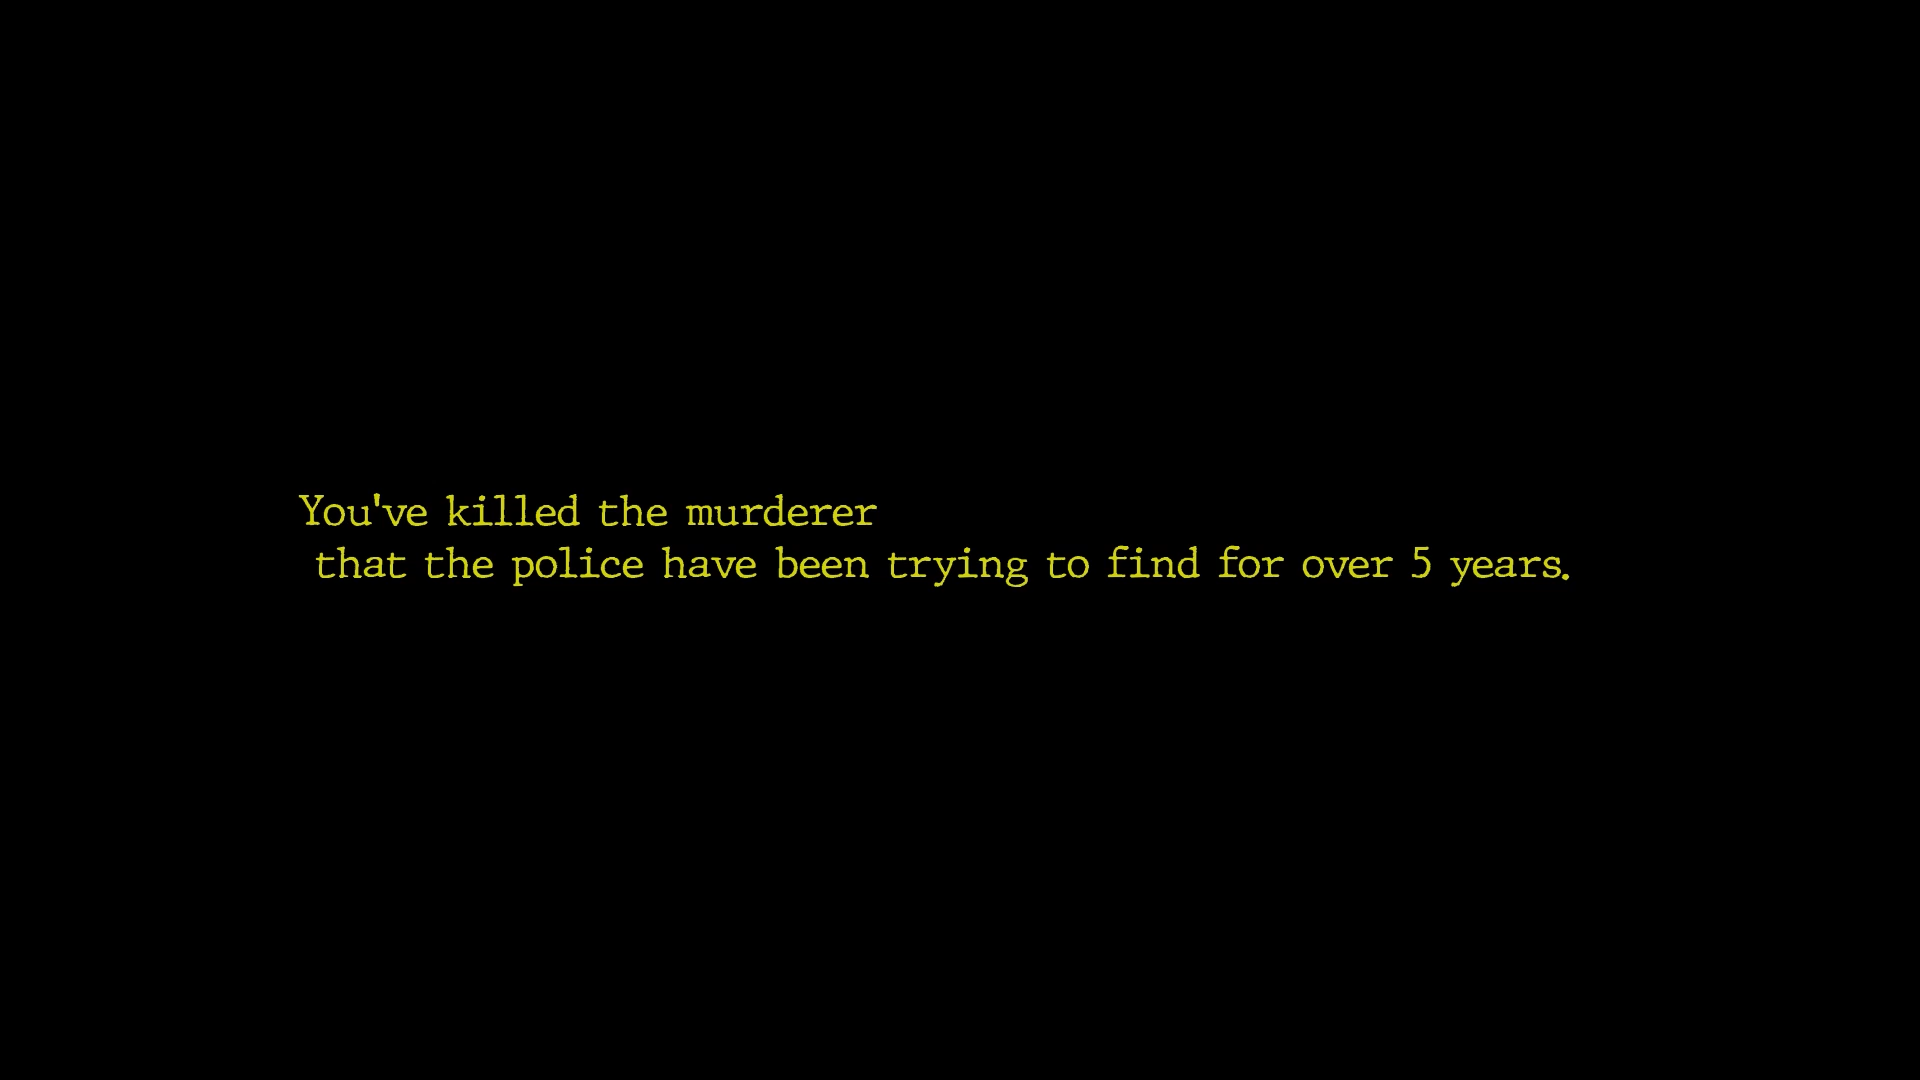 You've killed the murderer
that the police have been trying to find for over 5 years.